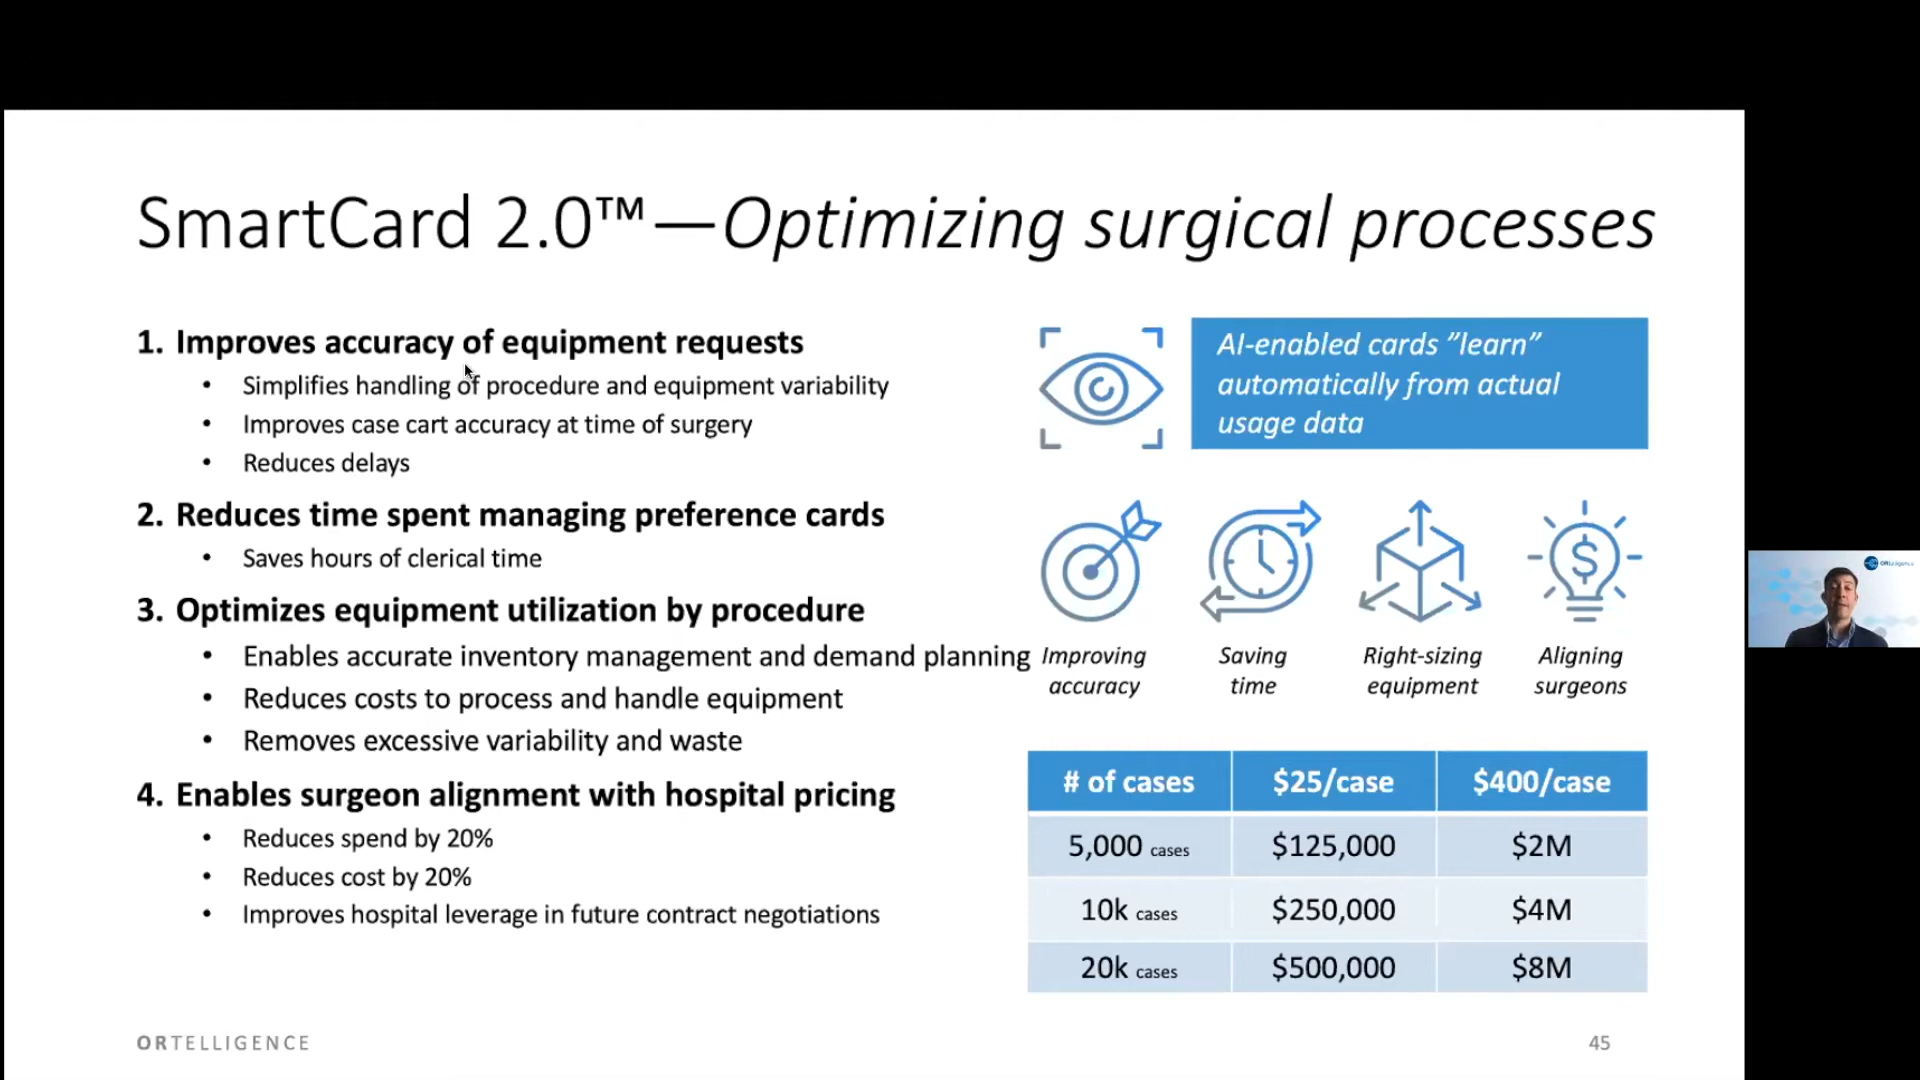 SmartCard 2.0™—Optimizing surgical processes
1. Improves accuracy of equipment requests
• Simplifies handling of procedure and equipment variability
• Improves case cart accuracy at time of surgery
• Reduces delays
2. Reduces time spent managing preference cards
• Saves hours of clerical time
3. Optimizes equipment utilization by procedure
• Enables accurate inventory management and demand planning
• Reduces costs to process and handle equipment
• Removes excessive variability and waste
4. Enables surgeon alignment with hospital pricing
• Reduces spend by 20%
• Reduces cost by 20%
• Improves hospital leverage in future contract negotiations
AI-enabled cards ”learn”
automatically from actual
usage data
$
Improving
accuracy
Saving
time
Right-sizing
equipment
Aligning
surgeons
# of cases $25/case $400/case
5,000 cases $125,000 $2M
10k cases $250,000 $4M
20k cases $500,000 $8M
ORTELLIGENCE
45
ORtelligence